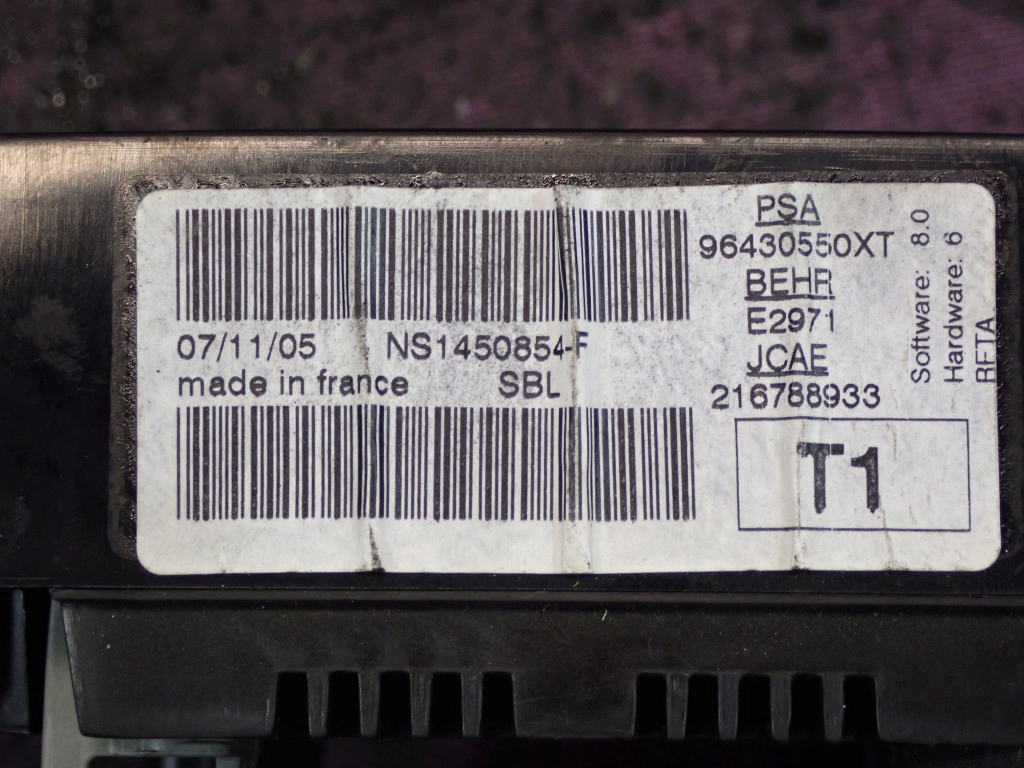 07/11/05 NS1450854-F
made in france SBL
PSA
96430550XT
BEHR
E2971
JCAE
216788933
T1
Software: 8.0
Hardware: 6
RFTA